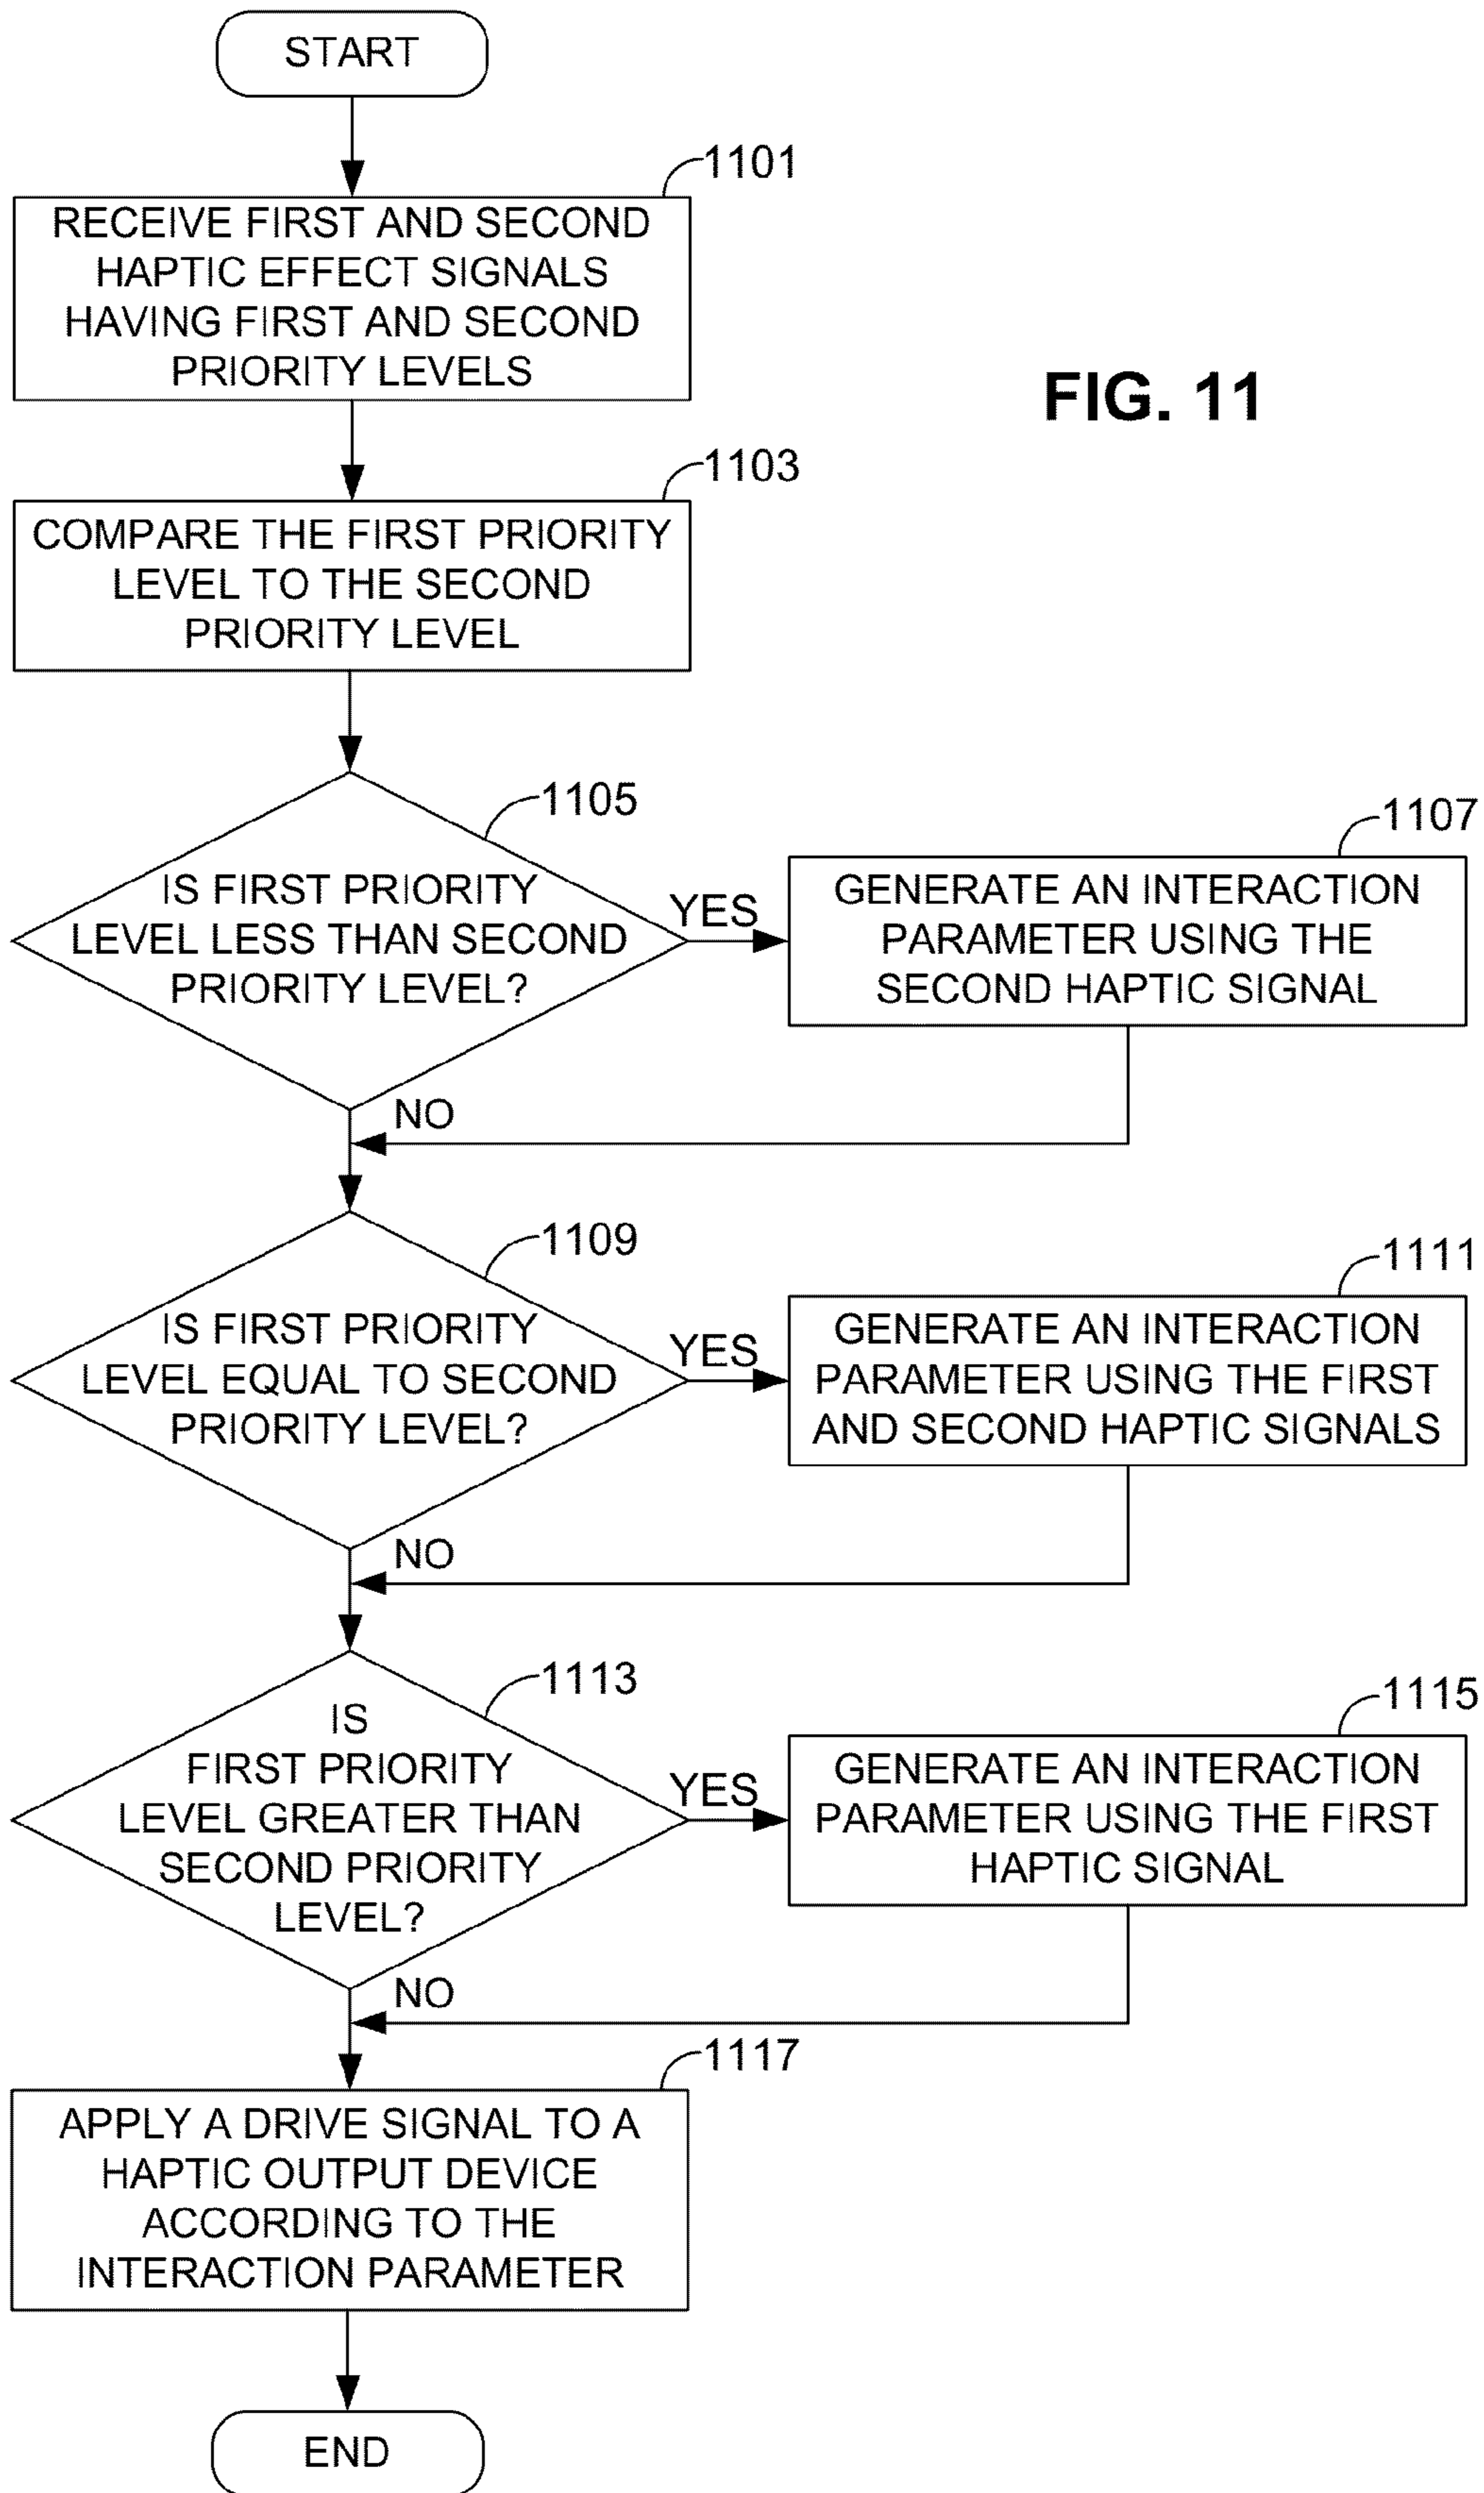 START
1101
RECEIVE FIRST AND SECOND
HAPTIC EFFECT SIGNALS
HAVING FIRST AND SECOND
PRIORITY LEVELS
FIG. 11
1103
COMPARE THE FIRST PRIORITY
LEVEL TO THE SECOND
PRIORITY LEVEL
1105
IS FIRST PRIORITY
LEVEL LESS THAN SECOND
PRIORITY LEVEL?
YES
1107
GENERATE AN INTERACTION
PARAMETER USING THE
SECOND HAPTIC SIGNAL
NO
1109
IS FIRST PRIORITY
LEVEL EQUAL TO SECOND
PRIORITY LEVEL?
YES
1111
GENERATE AN INTERACTION
PARAMETER USING THE FIRST
AND SECOND HAPTIC SIGNALS
NO
1113
IS
FIRST PRIORITY
LEVEL GREATER THAN
SECOND PRIORITY
LEVEL?
YES
1115
GENERATE AN INTERACTION
PARAMETER USING THE FIRST
HAPTIC SIGNAL
NO
1117
APPLY A DRIVE SIGNAL TO A
HAPTIC OUTPUT DEVICE
ACCORDING TO THE
INTERACTION PARAMETER
END